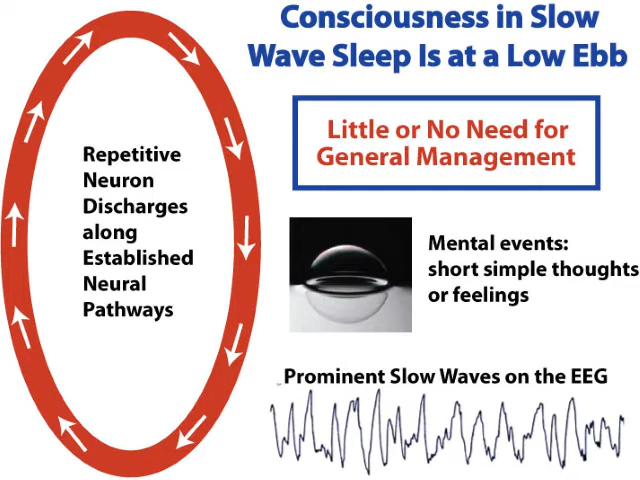 Consciousness in Slow
Wave Sleep Is at a Low Ebb
Little or No Need for
General Management
Repetitive
Neuron
Discharges
along
Established
Neural
Pathways
Mental events:
short simple thoughts
or feelings
Prominent Slow Waves on the EEG